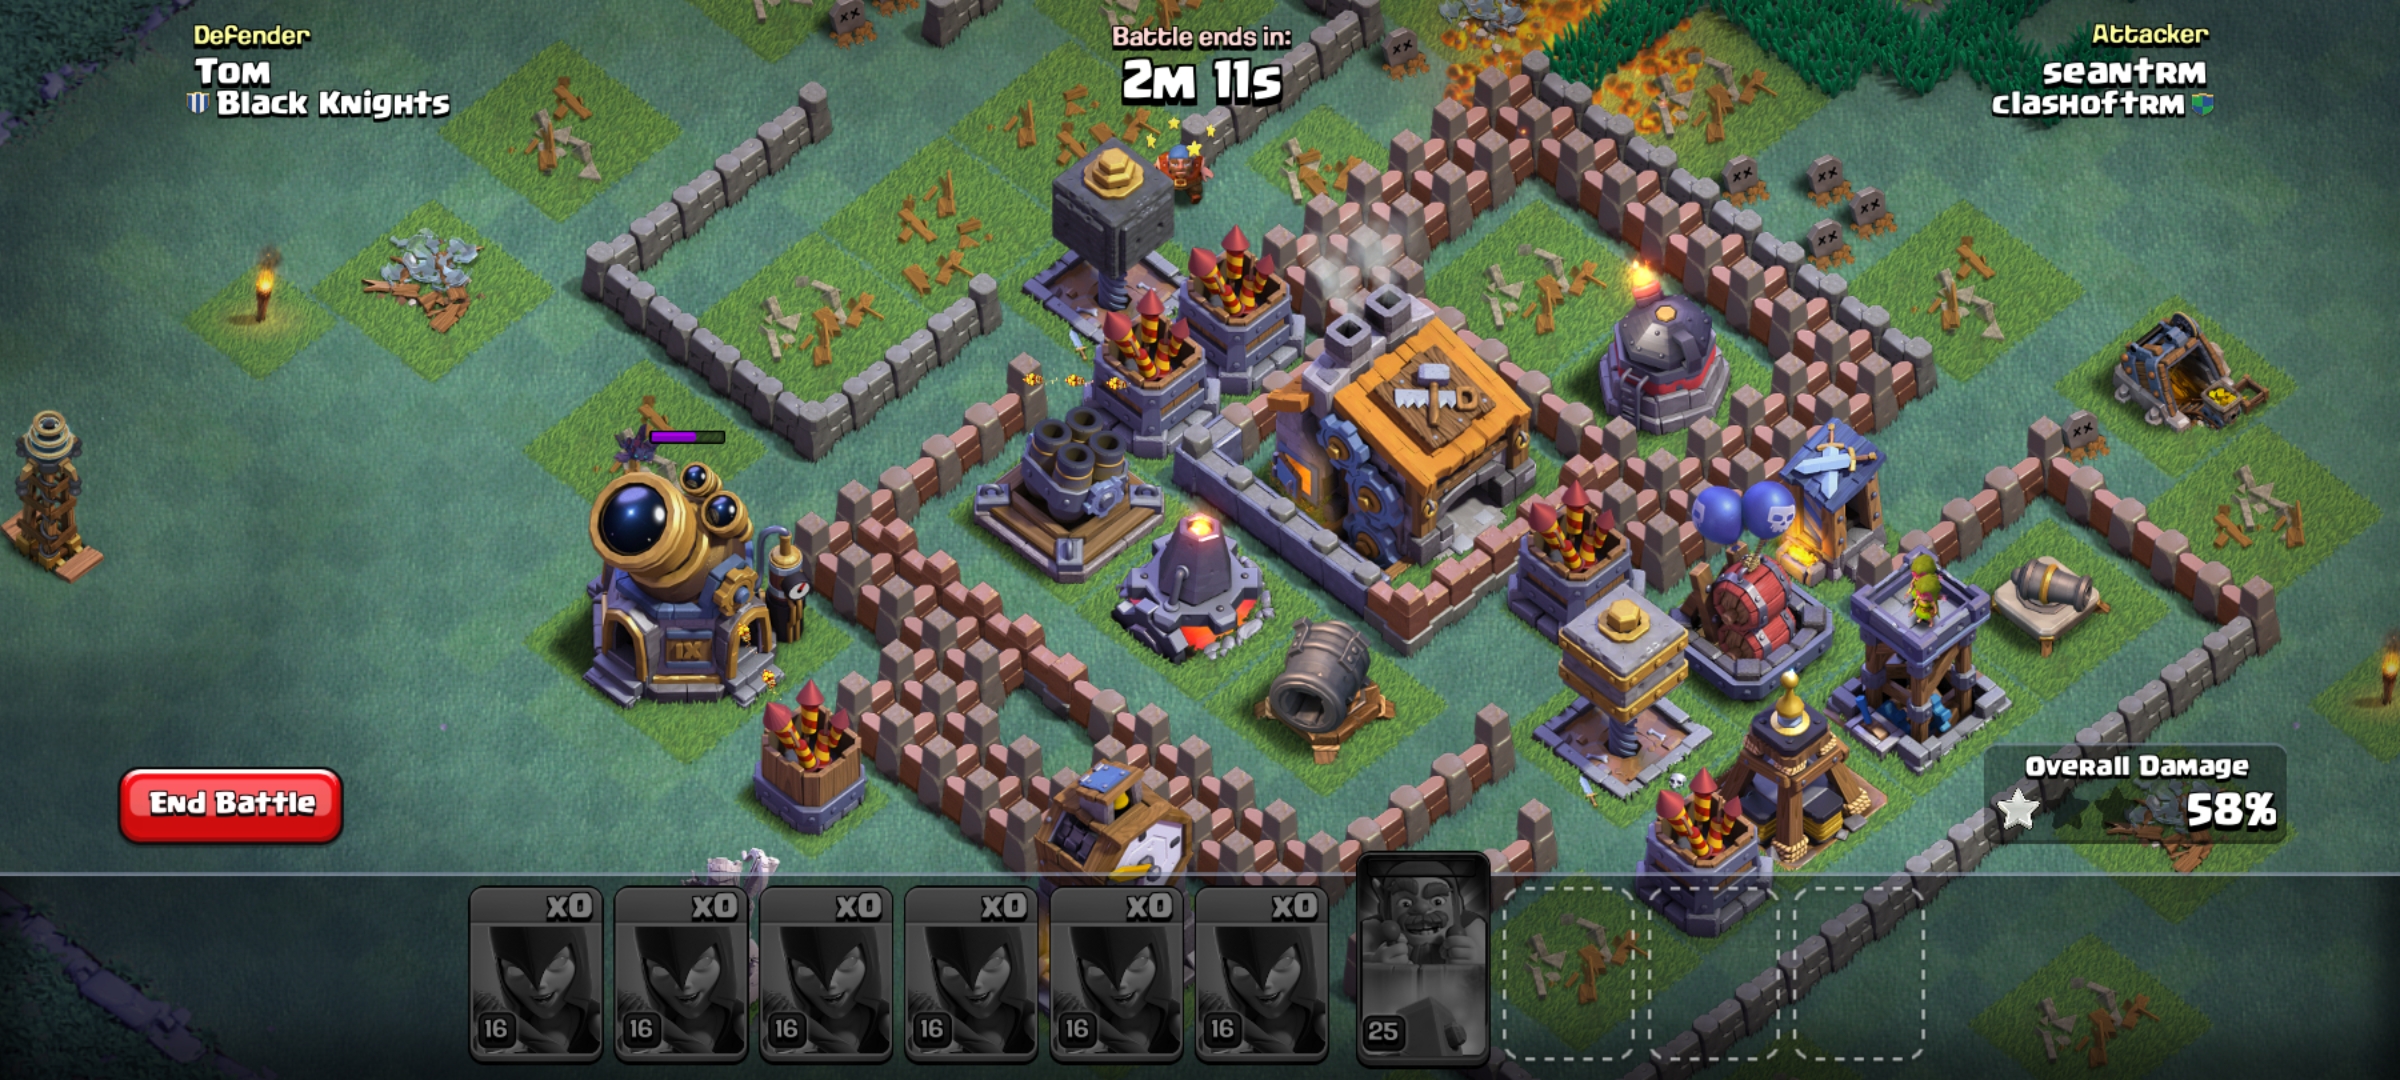 Defender
Tom
Black Knights
Battle ends in:
2m 11s
Attacker
seantrm
clashoftrm
IX
End Battle
Overall Damage
58%
x0
x0
x0
x0
x0
x0
16
16
16
16
16
16
25